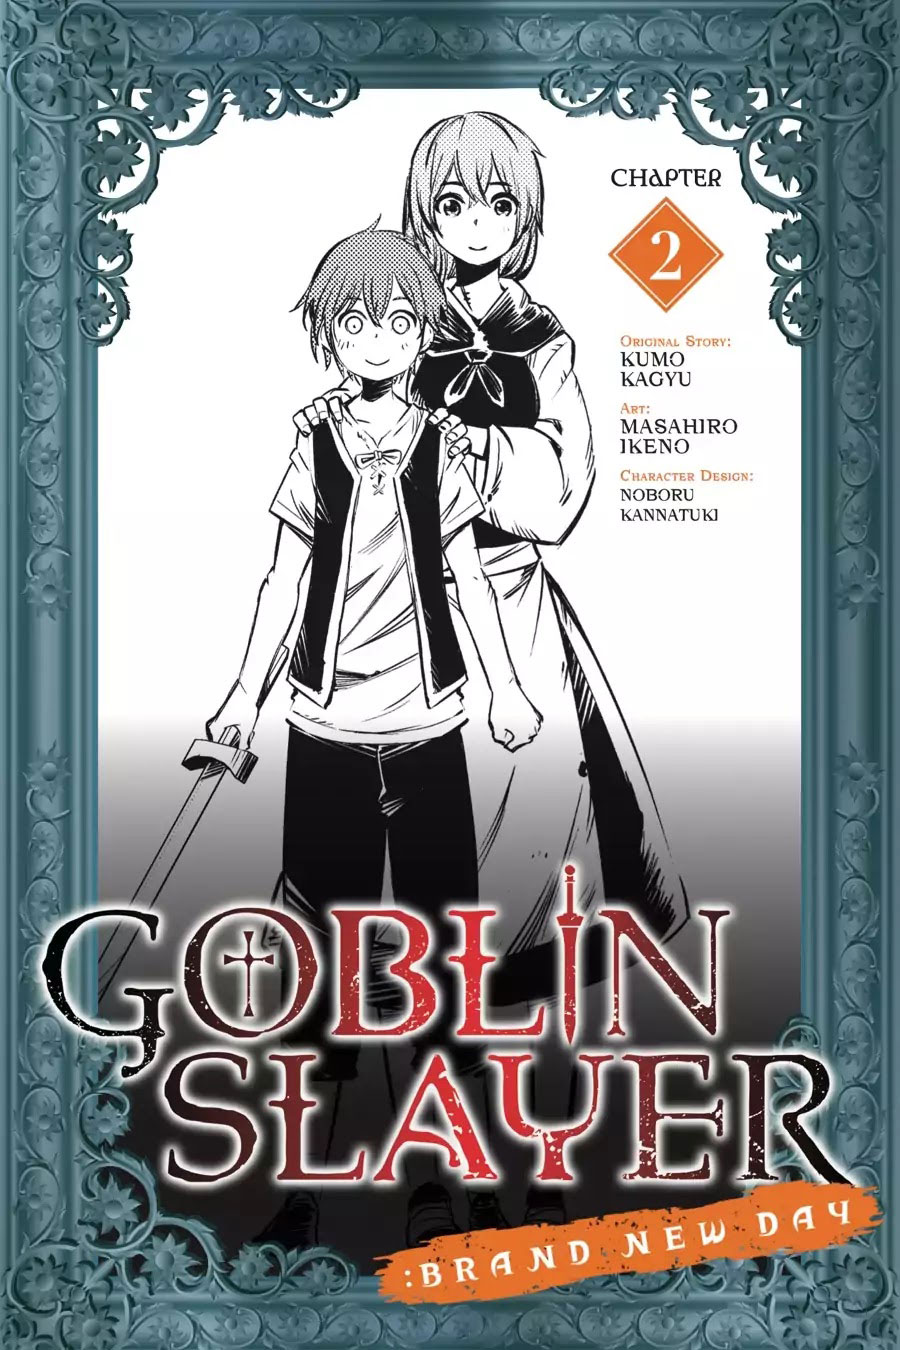 CHAPTER
2
ORIGINAL STORY:
KUMO
KAGYU
ART:
MASAHIRO
IKENO
CHARACTER DESIGN:
NOBORU
KANNATUKI
GOBLIN
SLAYER
:BRAND NEW DAY